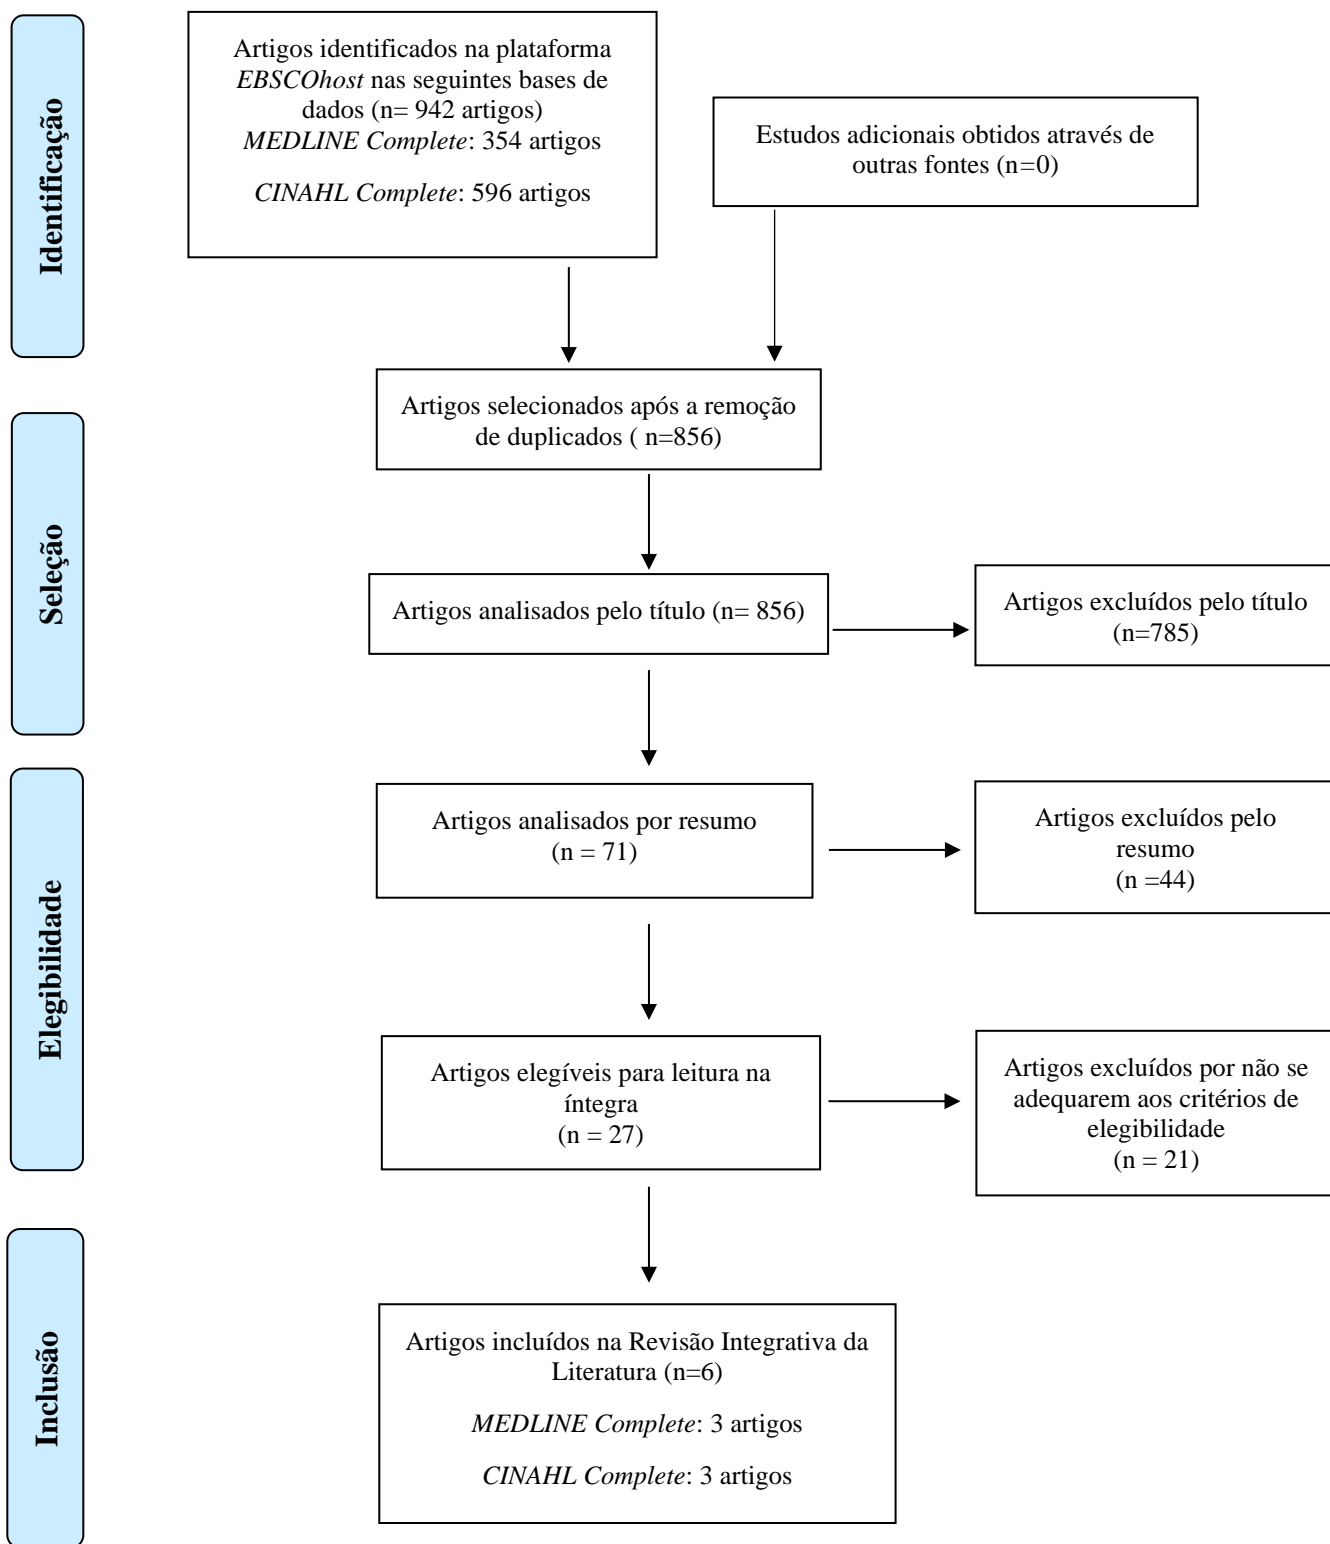 Identificação
Artigos identificados na plataforma
EBSCOhost nas seguintes bases de
dados (n= 942 artigos)
MEDLINE Complete: 354 artigos
CINAHL Complete: 596 artigos
Estudos adicionais obtidos através de
outras fontes (n=0)
Seleção
Artigos selecionados após a remoção
de duplicados ( n=856)
Artigos analisados pelo título (n= 856)
Artigos excluídos pelo título
(n=785)
Elegibilidade
Artigos analisados por resumo
(n = 71)
Artigos excluídos pelo
resumo
(n =44)
Artigos elegíveis para leitura na
íntegra
(n = 27)
Artigos excluídos por não se
adequarem aos critérios de
elegibilidade
(n = 21)
Inclusão
Artigos incluídos na Revisão Integrativa da
Literatura (n=6)
MEDLINE Complete: 3 artigos
CINAHL Complete: 3 artigos